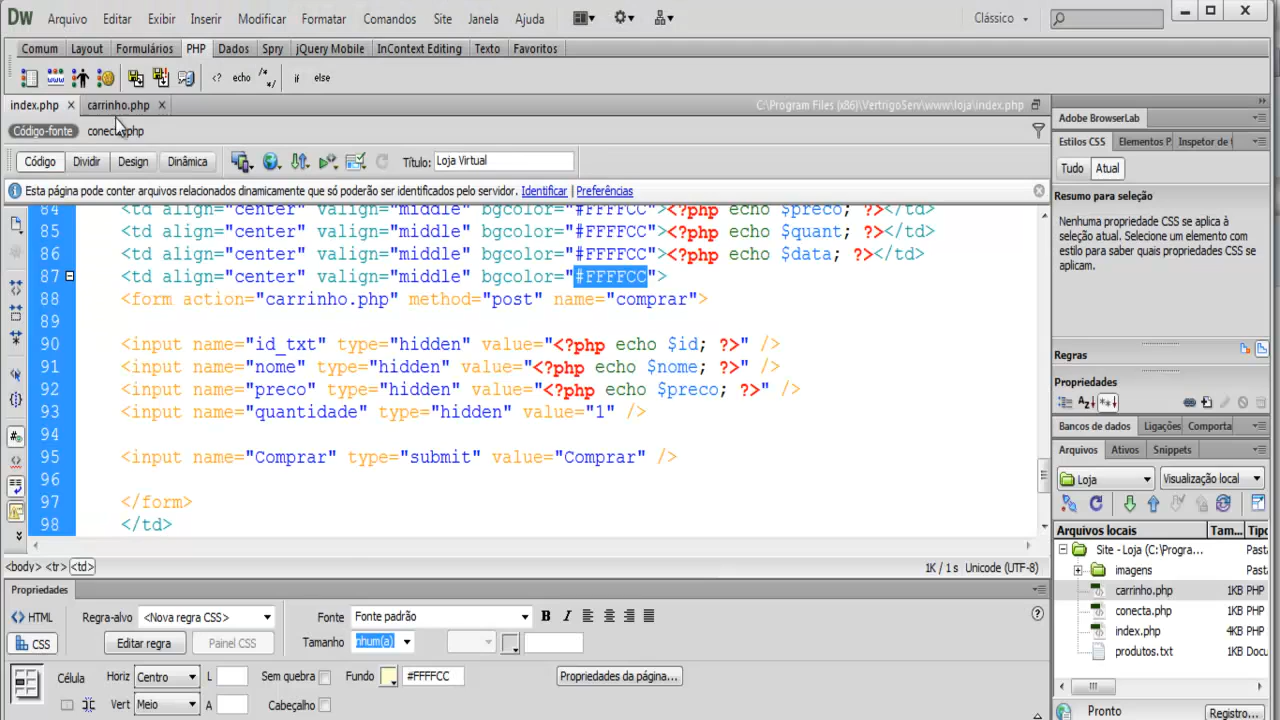 Dw Arquivo Editar Exibir Inserir Modificar Formatar Comandos Site Janela Ajuda Clássico
Comum Layout Formulários PHP Dados Spry jQuery Mobile InContext Editing Texto Favoritos
<? echo /* */ if else
index.php × carrinho.php × C:\Program Files (x86)\VertrigoServ\www\loja\index.php
Código-fonte conecta.php
Código Dividir Design Dinâmica Título: Loja Virtual
Esta página pode conter arquivos relacionados dinamicamente que só poderão ser identificados pelo servidor. Identificar | Preferências
84 <td align="center" valign="middle" bgcolor="#FFFFCC"><?php echo $preco; ?></td>
85 <td align="center" valign="middle" bgcolor="#FFFFCC"><?php echo $quant; ?></td>
86 <td align="center" valign="middle" bgcolor="#FFFFCC"><?php echo $data; ?></td>
87 <td align="center" valign="middle" bgcolor="#FFFFCC">
88 <form action="carrinho.php" method="post" name="comprar">
89
90 <input name="id_txt" type="hidden" value="<?php echo $id; ?>" />
91 <input name="nome" type="hidden" value="<?php echo $nome; ?>" />
92 <input name="preco" type="hidden" value="<?php echo $preco; ?>" />
93 <input name="quantidade" type="hidden" value="1" />
94
95 <input name="Comprar" type="submit" value="Comprar" />
96
97 </form>
98 </td>
<body> <tr> <td> 1K / 1 s Unicode (UTF-8)
Propriedades
<> HTML Regra-alvo <Nova regra CSS> Fonte Fonte padrão B I
CSS Editar regra Painel CSS Tamanho nhum(a)
Célula Horiz Centro L Sem quebra Fundo #FFFFCC Propriedades da página...
Vert Meio A Cabeçalho
Adobe BrowserLab
Estilos CSS Elementos P Inspetor de
Tudo Atual
Resumo para seleção
Nenhuma propriedade CSS se aplica à
seleção atual. Selecione um elemento
com estilo para saber quais propriedades CSS se
aplicam.
Regras
Propriedades
Bancos de dados Ligações Comporta
Arquivos Ativos Snippets
Loja Visualização local
Arquivos locais Tam... Tipo
Site - Loja (C:\Progra... Past
imagens Past
carrinho.php 1KB PHP
conecta.php 1KB PHP
index.php 4KB PHP
produtos.txt 1KB Docu
Pronto Registro...